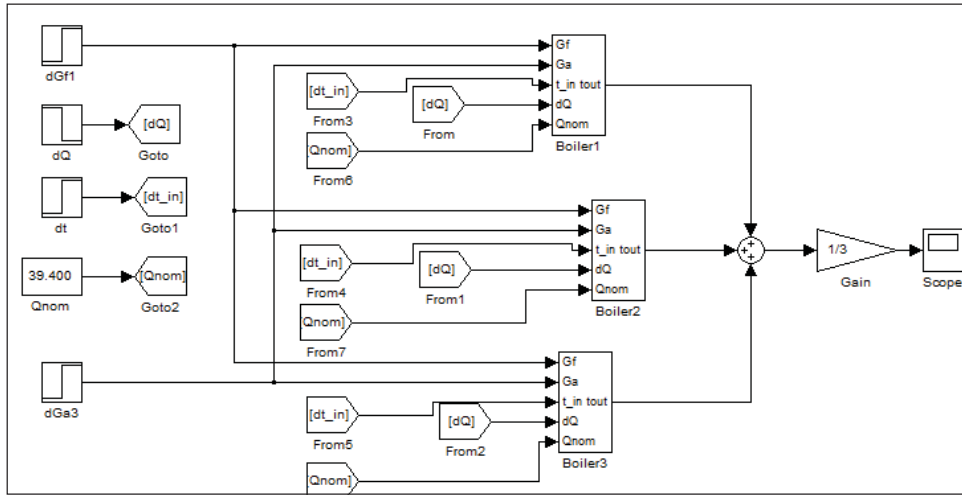 dGf1
dQ
[dQ]
Goto
dt
[dt_in]
Goto1
39.400
Qnom
[Qnom]
Goto2
dGa3
[dt_in]
From3
[dQ]
From
[Qnom]
From6
Gf
Ga
t_in tout
dQ
Qnom
Boiler1
[dt_in]
From4
[dQ]
From1
[Qnom]
From7
Gf
Ga
t_in tout
dQ
Qnom
Boiler2
[dt_in]
From5
[dQ]
From2
[Qnom]
Gf
Ga
t_in tout
dQ
Qnom
Boiler3
+
+
+
1/3
Gain
Scope